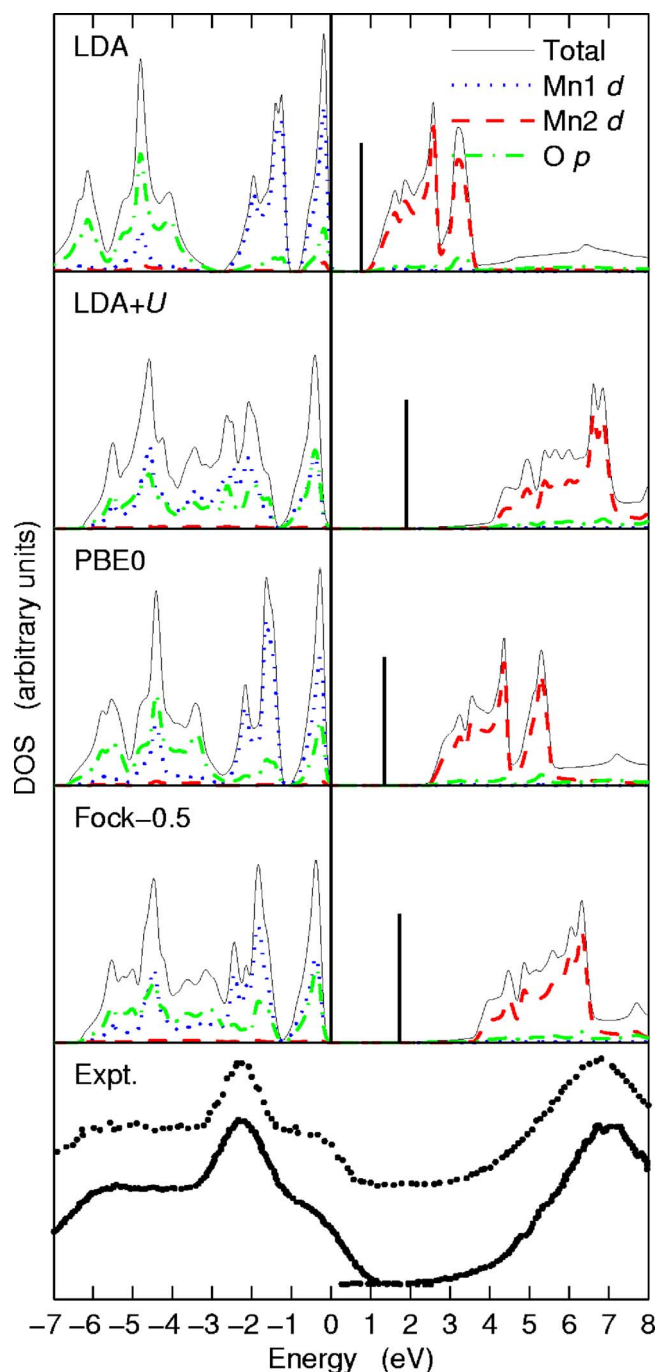 LDA
Total
Mn1 d
Mn2 d
O p
LDA+U
PBE0
Fock−0.5
Expt.
DOS (arbitrary units)
−7 −6 −5 −4 −3 −2 −1 0 1 2 3 4 5 6 7 8
Energy (eV)